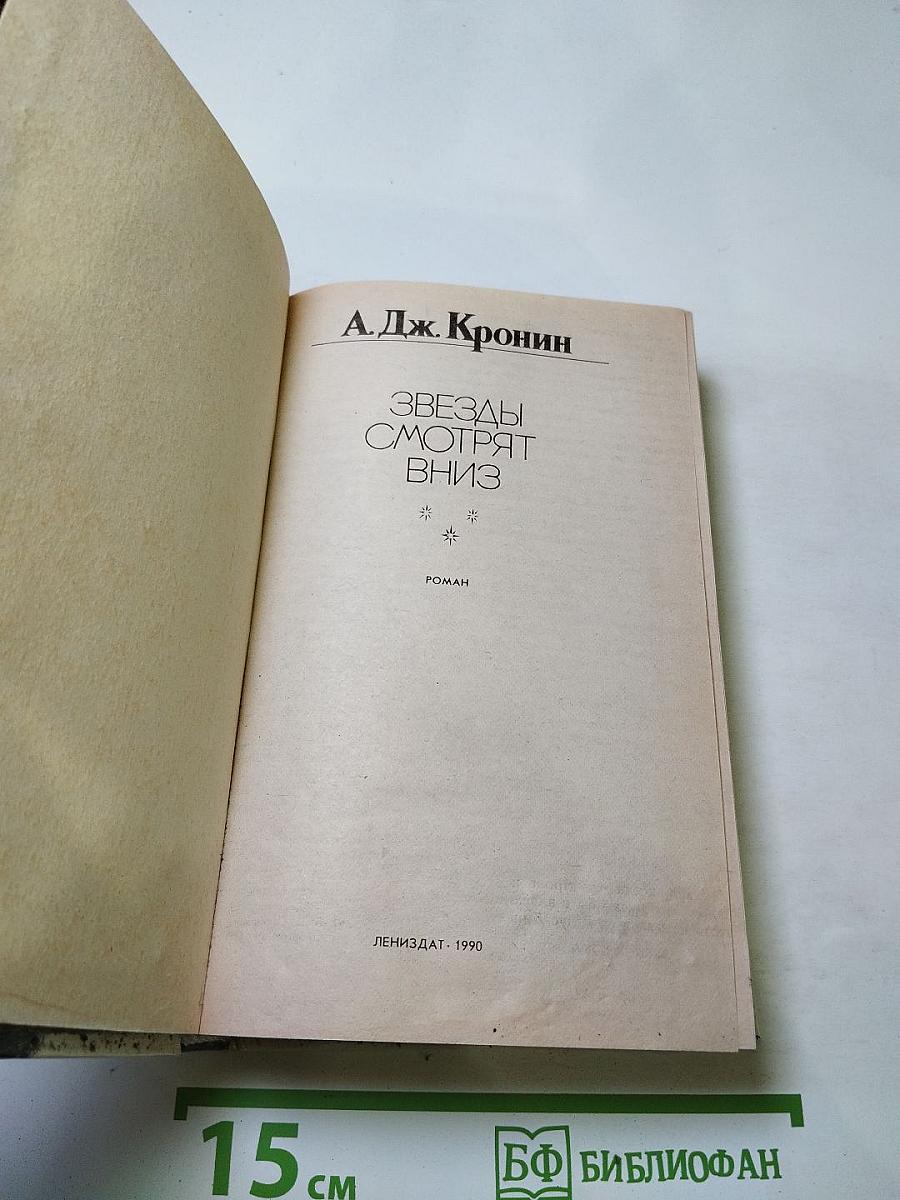 А. Дж. Кронин
ЗВЕЗДЫ
СМОТРЯТ
ВНИЗ
РОМАН
ЛЕНИЗДАТ · 1990
15 см
БФ БИБЛИОФАН